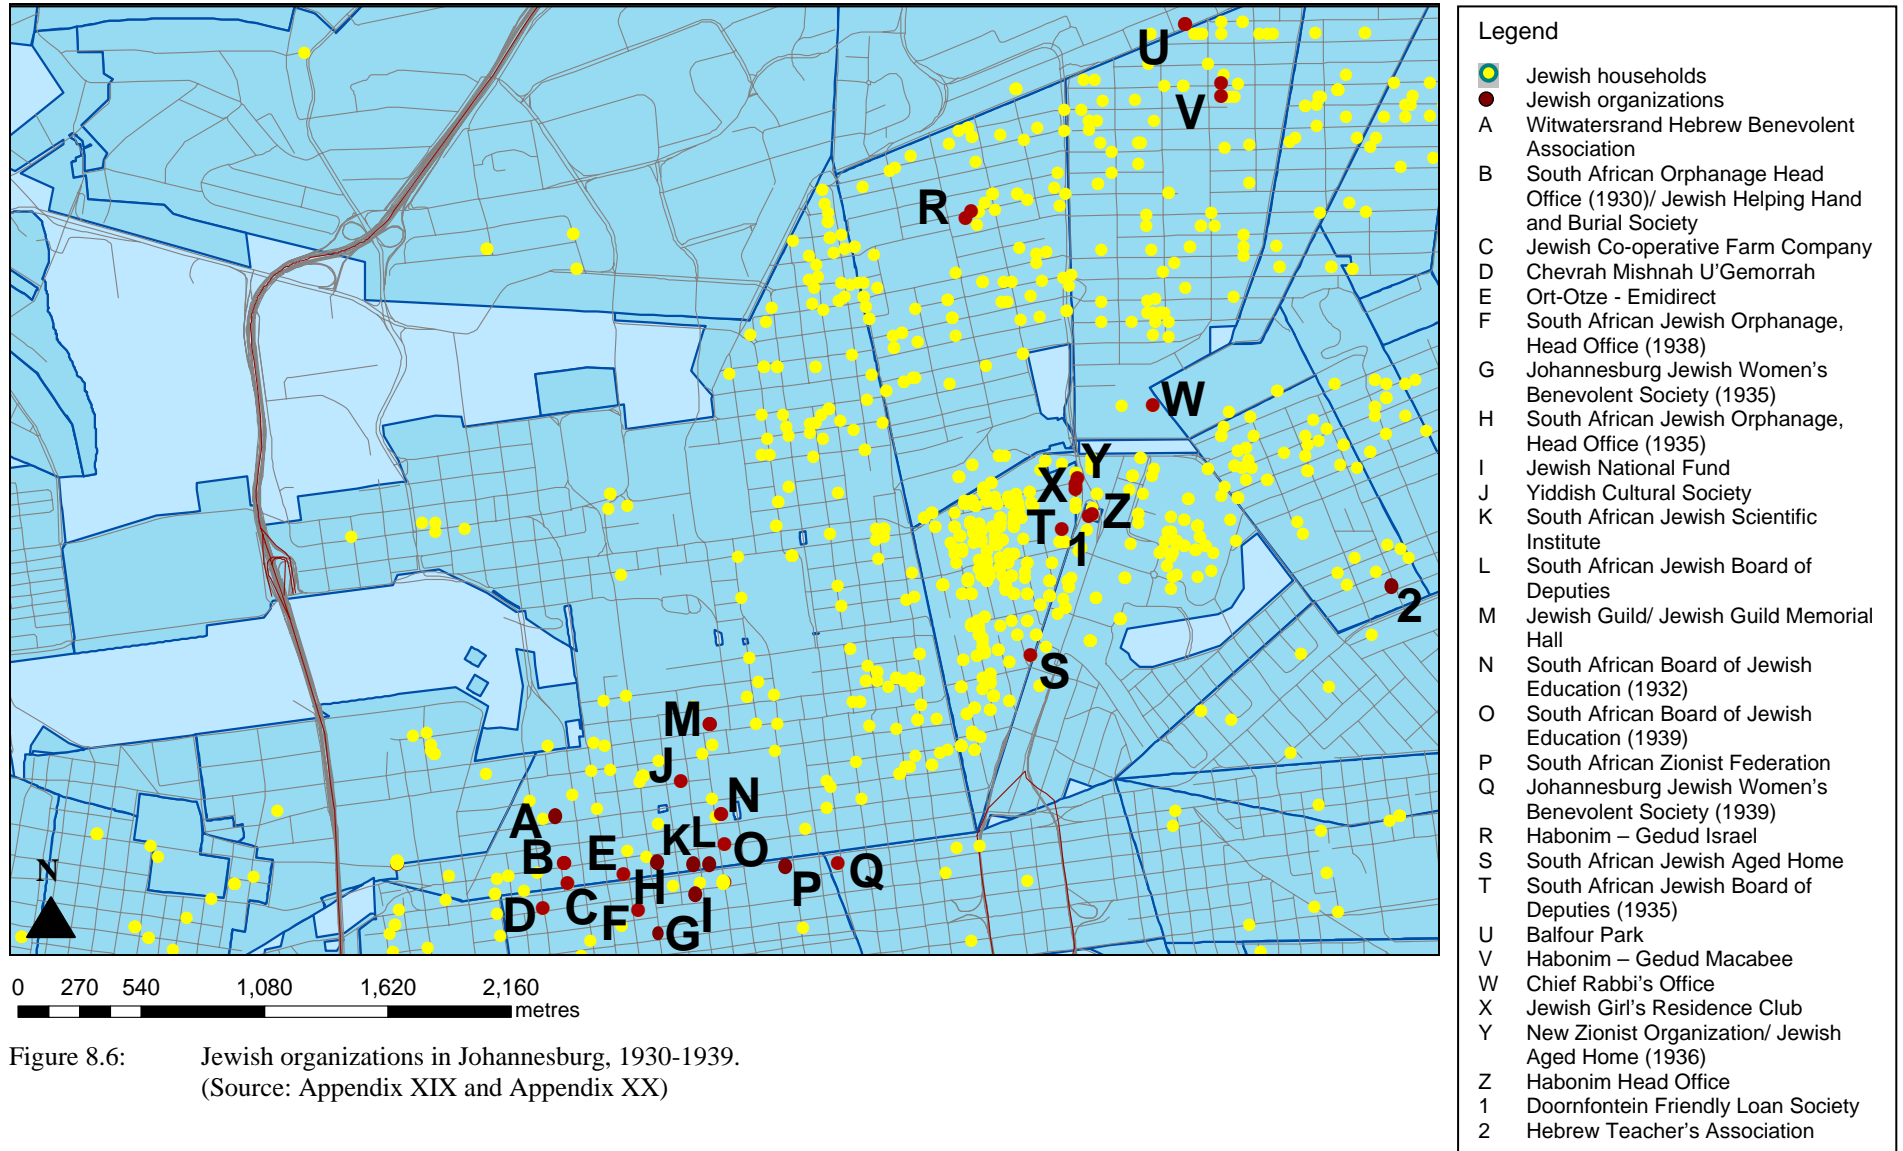 U
V
R
W
Y
X
Z
T
1
2
S
M
J
N
A
K L
O
B
E
H
P
Q
D
C
F
I
G
N
0 270 540 1,080 1,620 2,160
metres
Figure 8.6: Jewish organizations in Johannesburg, 1930-1939.
(Source: Appendix XIX and Appendix XX)
Legend
Jewish households
Jewish organizations
A Witwatersrand Hebrew Benevolent
Association
B South African Orphanage Head
Office (1930)/ Jewish Helping Hand
and Burial Society
C Jewish Co-operative Farm Company
D Chevrah Mishnah U'Gemorrah
E Ort-Otze - Emidirect
F South African Jewish Orphanage,
Head Office (1938)
G Johannesburg Jewish Women's
Benevolent Society (1935)
H South African Jewish Orphanage,
Head Office (1935)
I Jewish National Fund
J Yiddish Cultural Society
K South African Jewish Scientific
Institute
L South African Jewish Board of
Deputies
M Jewish Guild/ Jewish Guild Memorial
Hall
N South African Board of Jewish
Education (1932)
O South African Board of Jewish
Education (1939)
P South African Zionist Federation
Q Johannesburg Jewish Women's
Benevolent Society (1939)
R Habonim – Gedud Israel
S South African Jewish Aged Home
T South African Jewish Board of
Deputies (1935)
U Balfour Park
V Habonim – Gedud Macabee
W Chief Rabbi's Office
X Jewish Girl's Residence Club
Y New Zionist Organization/ Jewish
Aged Home (1936)
Z Habonim Head Office
1 Doornfontein Friendly Loan Society
2 Hebrew Teacher's Association